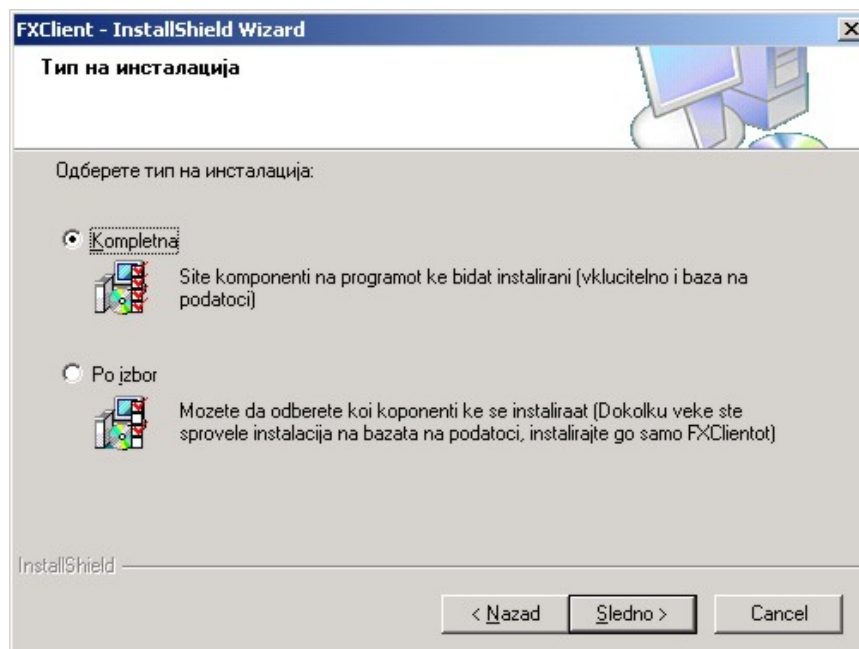 FXClient - InstallShield Wizard
Тип на инсталација
Одберете тип на инсталација:
Kompletna
Site komponenti na programot ke bidat instalirani (vklucitelno i baza na
podatoci)
Po izbor
Mozete da odberete koi koponenti ke se instaliraat (Dokolku veke ste
sprovele instalacija na bazata na podatoci, instalirajte go samo FXClientot)
InstallShield
< Nazad
Sledno >
Cancel